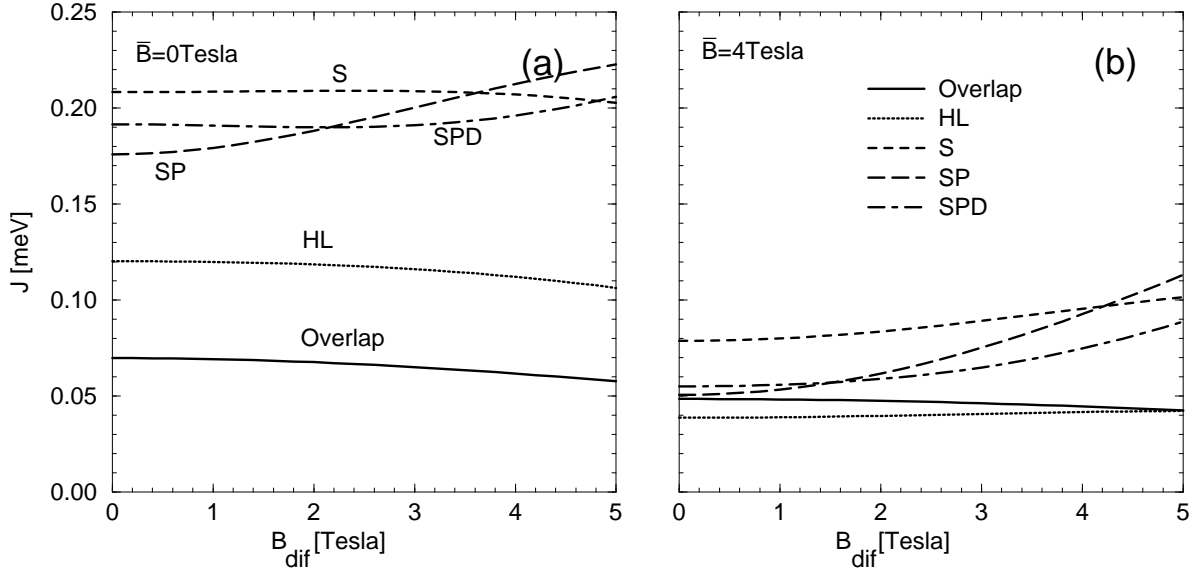 J [meV]
0.25
0.20
0.15
0.10
0.05
0.00
B̄=0Tesla
(a)
S
SPD
SP
HL
Overlap
0 1 2 3 4 5
B_dif [Tesla]
B̄=4Tesla
(b)
Overlap
HL
S
SP
SPD
0 1 2 3 4 5
B_dif [Tesla]